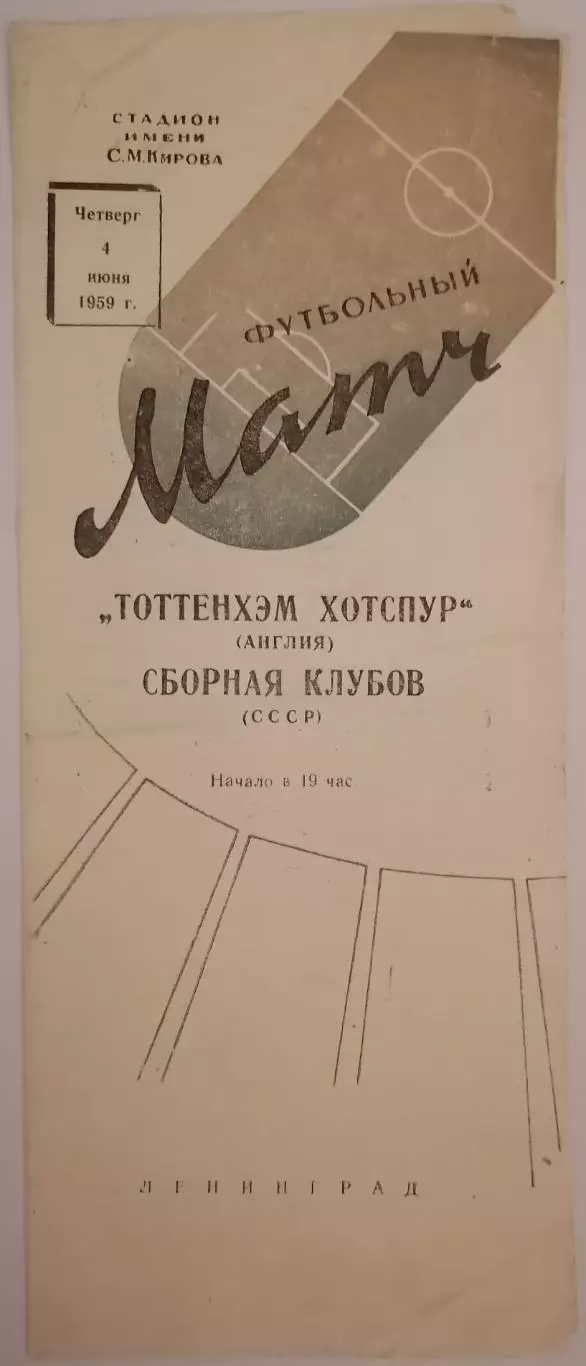 СТАДИОН
ИМЕНИ
С.М.КИРОВА
Четверг
4
июня
1959 г.
ФУТБОЛЬНЫЙ
Матч
„ТОТТЕНХЭМ ХОТСПУР“
(АНГЛИЯ)
СБОРНАЯ КЛУБОВ
(СССР)
Начало в 19 час
ЛЕНИНГРАД